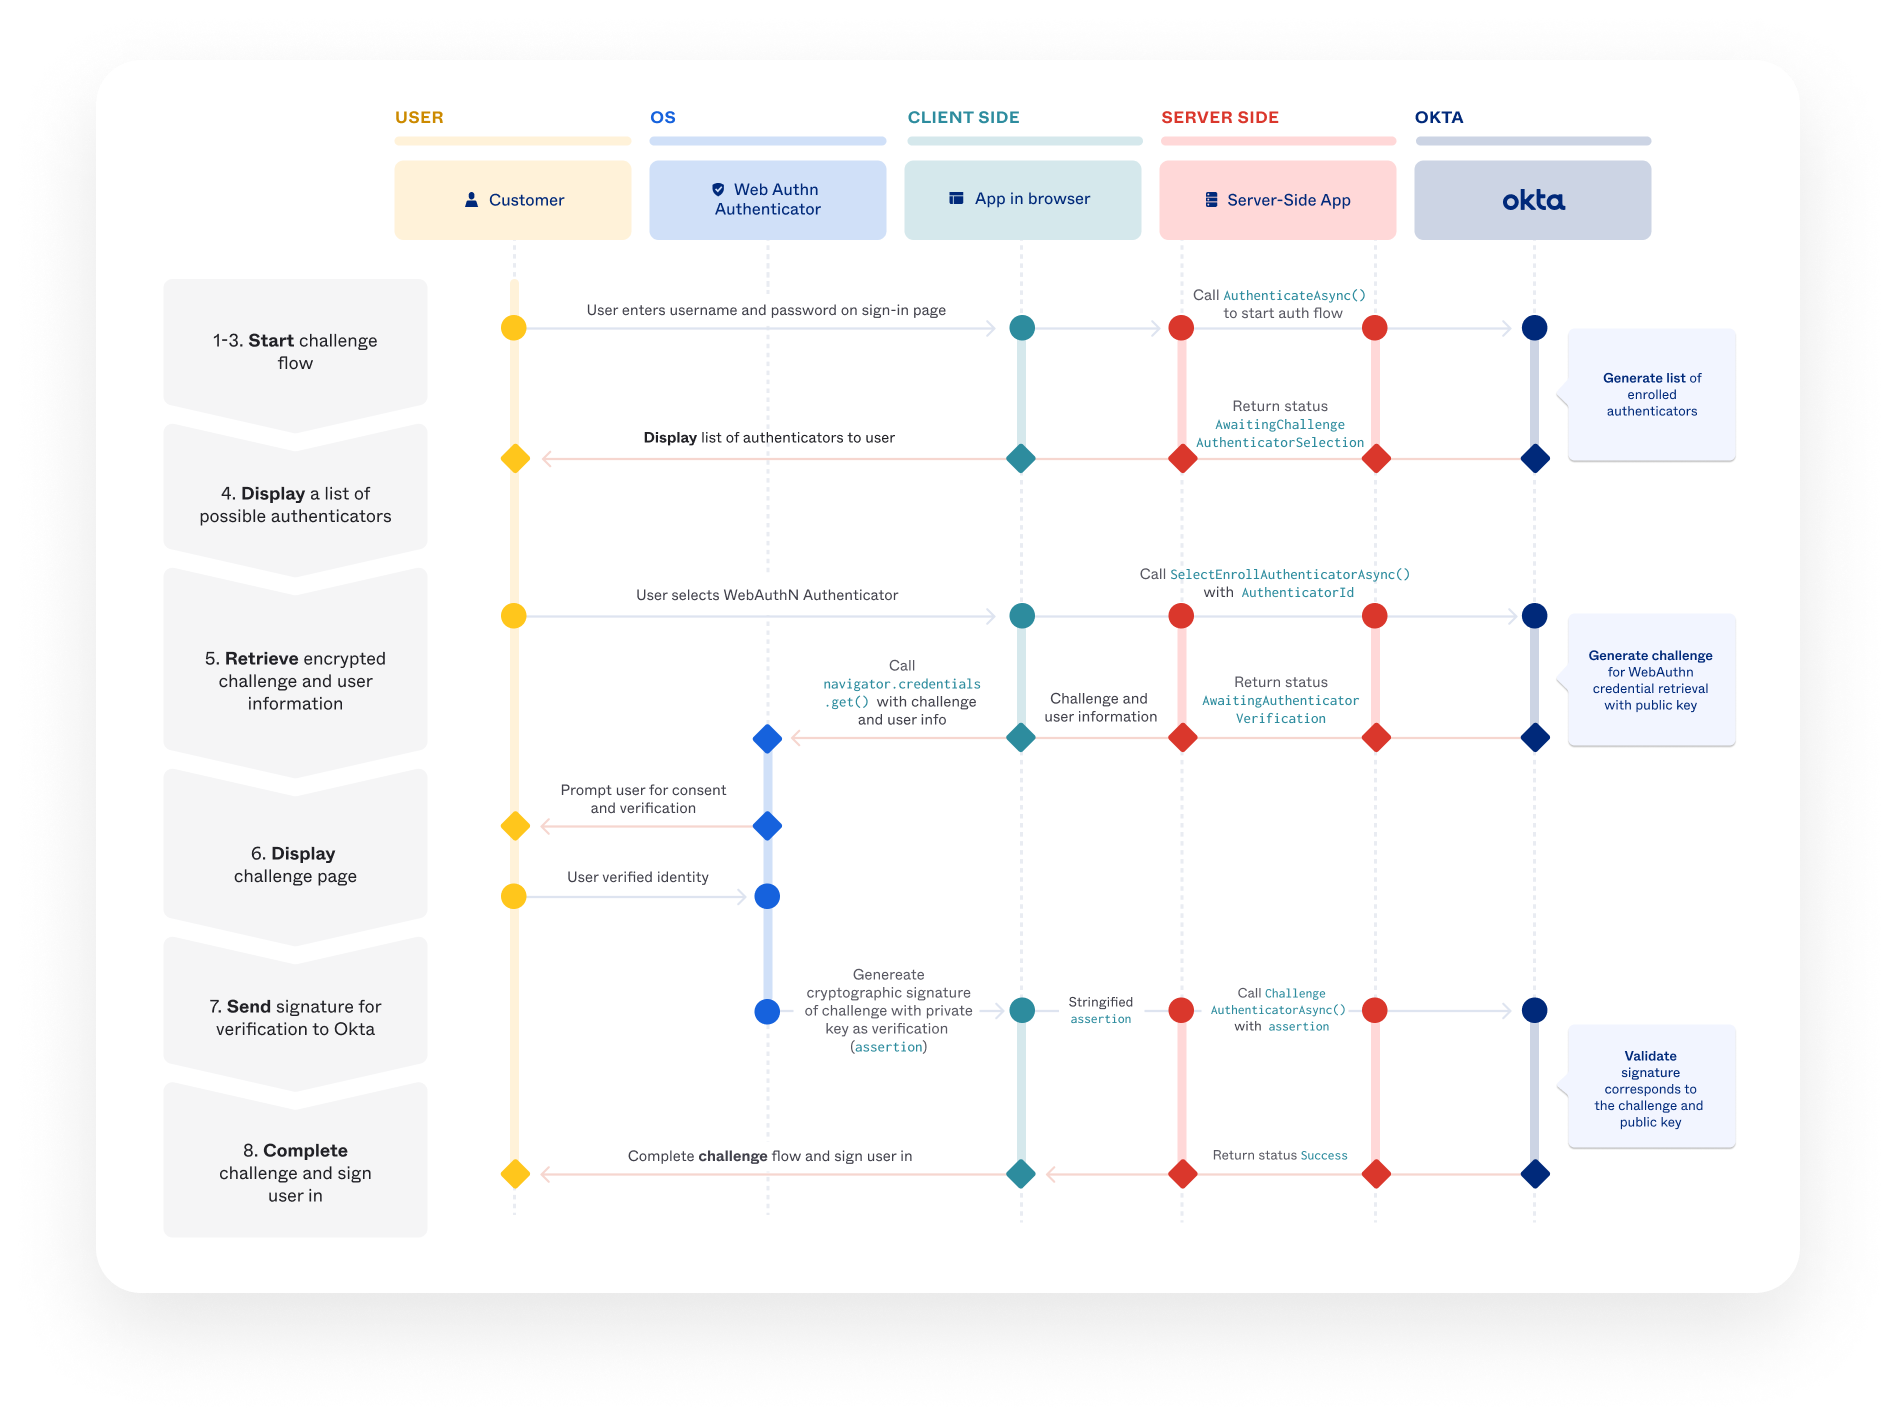 USER
OS
CLIENT SIDE
SERVER SIDE
OKTA
Customer
Web Authn
Authenticator
App in browser
Server-Side App
okta
1-3. Start challenge
flow
User enters username and password on sign-in page
Call AuthenticateAsync()
to start auth flow
Generate list of
enrolled
authenticators
Return status
AwaitingChallenge
AuthenticatorSelection
Display list of authenticators to user
4. Display a list of
possible authenticators
User selects WebAuthN Authenticator
Call SelectEnrollAuthenticatorAsync()
with AuthenticatorId
5. Retrieve encrypted
challenge and user
information
Generate challenge
for WebAuthn
credential retrieval
with public key
Call
navigator.credentials
.get() with challenge
and user info
Challenge and
user information
Return status
AwaitingAuthenticator
Verification
Prompt user for consent
and verification
6. Display
challenge page
User verified identity
7. Send signature for
verification to Okta
Genereate
cryptographic signature
of challenge with private
key as verification
(assertion)
Stringified
assertion
Call Challenge
AuthenticatorAsync()
with assertion
Validate
signature
corresponds to
the challenge and
public key
8. Complete
challenge and sign
user in
Complete challenge flow and sign user in
Return status Success